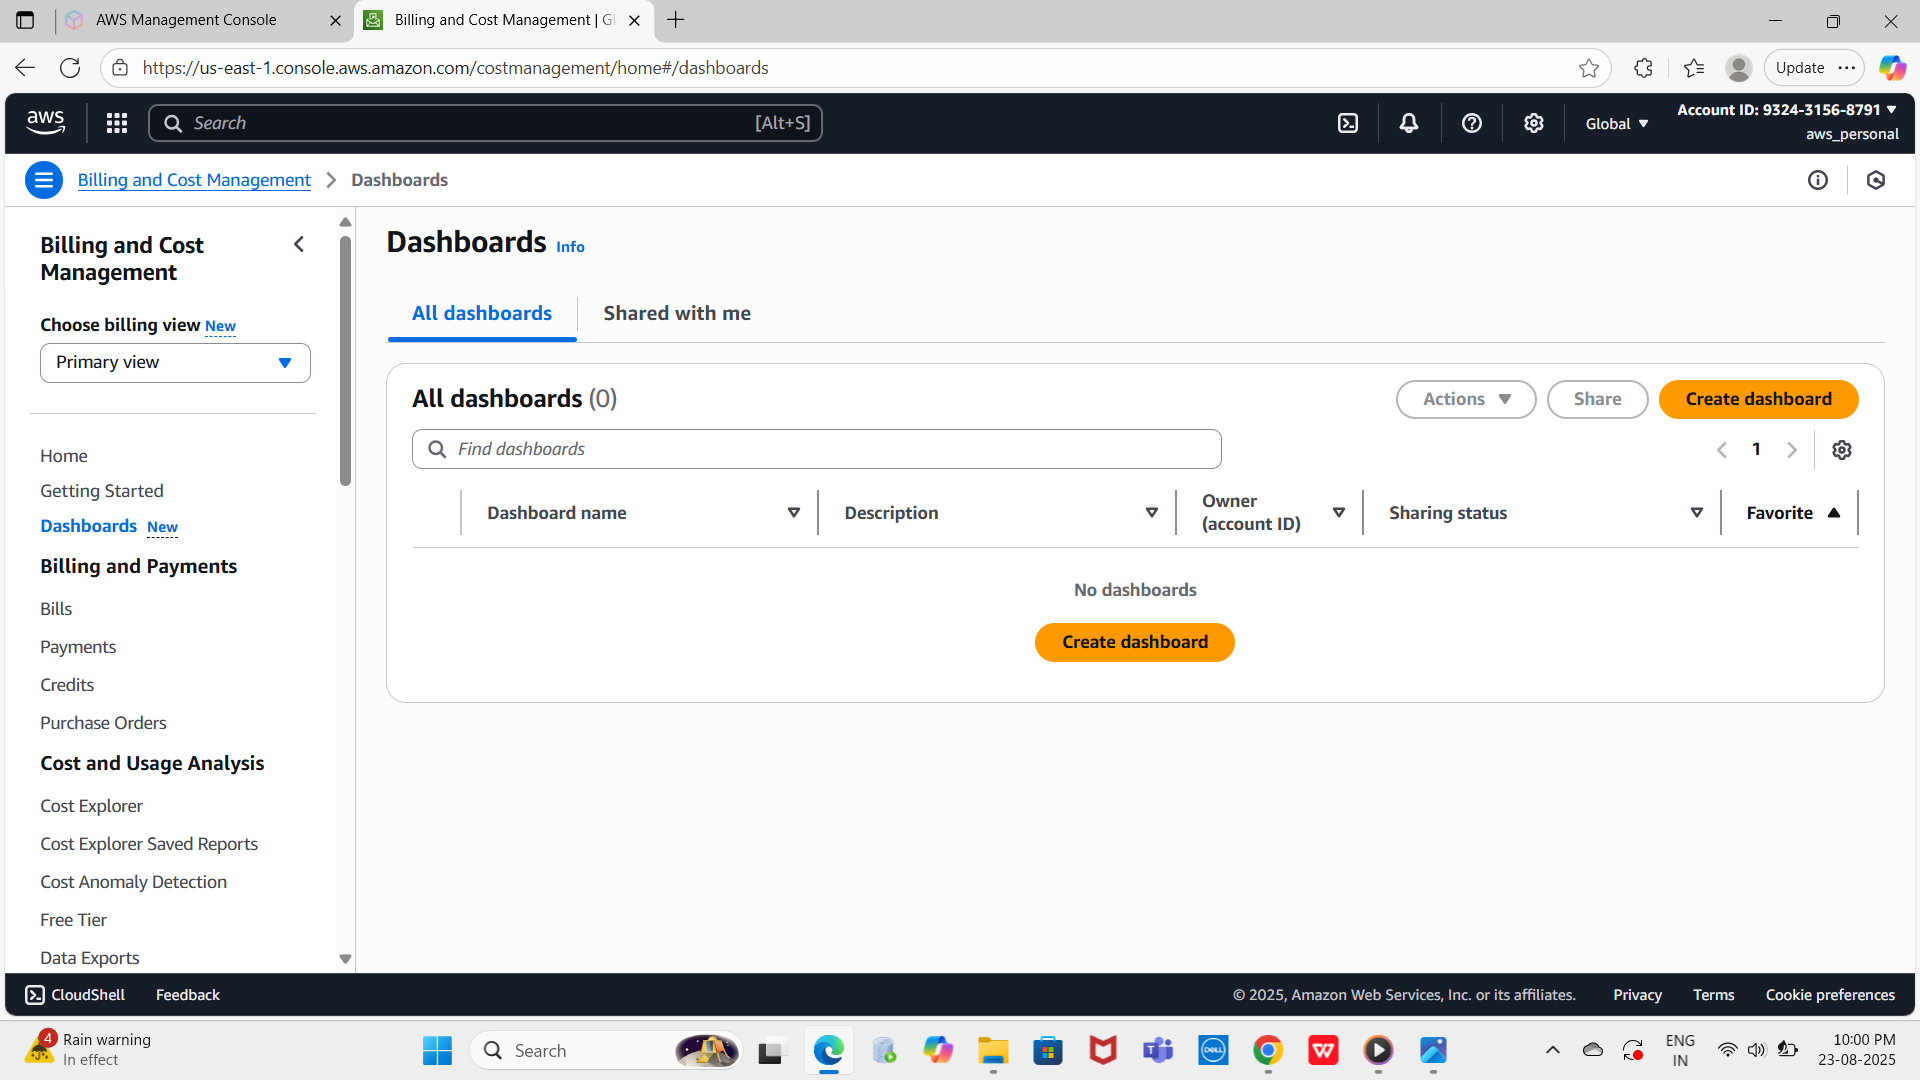 AWS Management Console
Billing and Cost Management | Gl
https://us-east-1.console.aws.amazon.com/costmanagement/home#/dashboards
Update
aws
Search
[Alt+S]
Global
Account ID: 9324-3156-8791
aws_personal
Billing and Cost Management > Dashboards
Billing and Cost
Management
Choose billing view New
Primary view
Home
Getting Started
Dashboards New
Billing and Payments
Bills
Payments
Credits
Purchase Orders
Cost and Usage Analysis
Cost Explorer
Cost Explorer Saved Reports
Cost Anomaly Detection
Free Tier
Data Exports
Dashboards Info
All dashboards
Shared with me
All dashboards (0)
Actions
Share
Create dashboard
Find dashboards
1
Dashboard name
Description
Owner
(account ID)
Sharing status
Favorite
No dashboards
Create dashboard
CloudShell
Feedback
© 2025, Amazon Web Services, Inc. or its affiliates.
Privacy
Terms
Cookie preferences
4
Rain warning
In effect
Search
DELL
W
ENG
IN
10:00 PM
23-08-2025